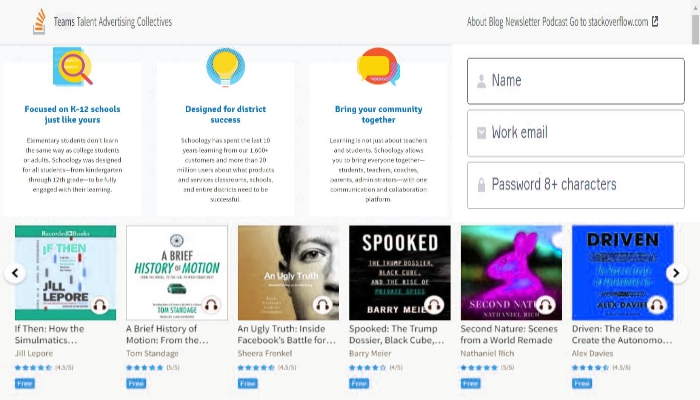 Teams Talent Advertising Collectives
About Blog Newsletter Podcast Go to stackoverflow.com
Focused on K-12 schools
just like yours
Elementary students don't learn
the same way as college students
or adults. Schoology was designed
for all students—from kindergarten
through 12th grade—to be fully
engaged with their learning.
Designed for district
success
Schoology has spent the last 10
years learning from our 1,600+
customers and more than 20
million users about what products
and services classrooms, schools,
and entire districts need to be
successful.
Bring your community
together
Learning is not just about teachers
and students. Schoology allows
you to bring everyone together—
students, teachers, coaches,
parents, administrators—with one
communication and collaboration
platform.
Name
Work email
Password 8+ characters
Recorded Books
IF THEN
JILL
LEPORE
A BRIEF
HISTORY OF
MOTION
TOM STANDAGE
An Ugly Truth
SPOOKED
THE TRUMP DOSSIER,
BLACK CUBE,
AND THE RISE OF
PRIVATE SPIES
BARRY MEIE
SECOND NATU
NATHANIEL RICH
DRIVEN
ALEX DAVIES
If Then: How the
Simulmatics...
Jill Lepore
(4.5/5)
Free
A Brief History of
Motion: From the...
Tom Standage
(5/5)
Free
An Ugly Truth: Inside
Facebook's Battle for...
Sheera Frenkel
(4.5/5)
Free
Spooked: The Trump
Dossier, Black Cube,...
Barry Meier
(4/5)
Free
Second Nature: Scenes
from a World Remade
Nathaniel Rich
(5/5)
Free
Driven: The Race to
Create the Autonomo...
Alex Davies
(4.5/5)
Free